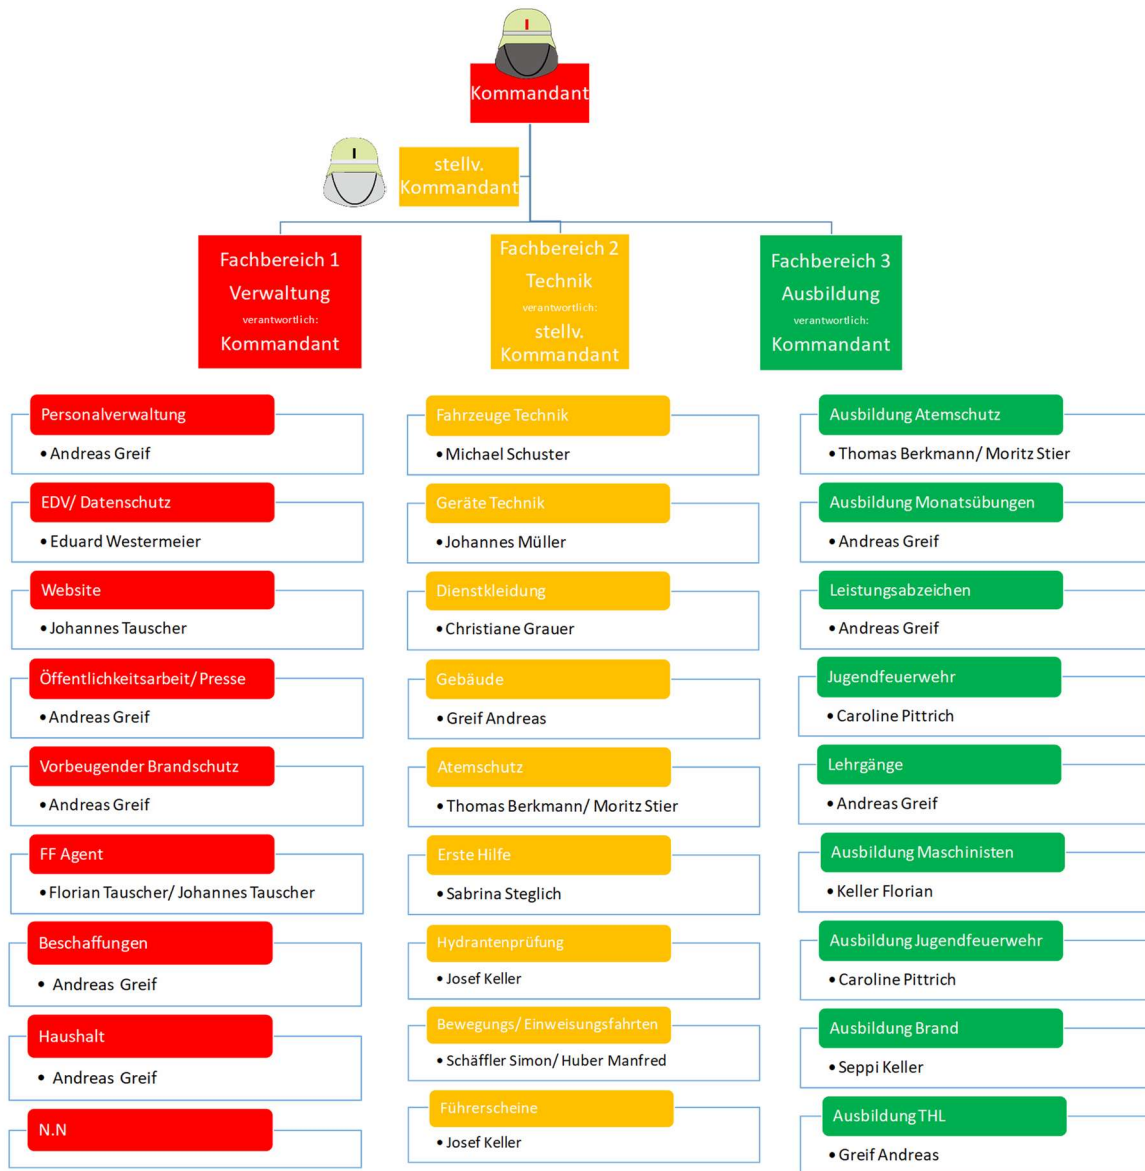 Kommandant
stellv.
Kommandant
Fachbereich 1
Verwaltung
verantwortlich:
Kommandant
Fachbereich 2
Technik
verantwortlich:
stellv.
Kommandant
Fachbereich 3
Ausbildung
verantwortlich:
Kommandant
Personalverwaltung
• Andreas Greif
EDV/ Datenschutz
• Eduard Westermeier
Website
• Johannes Tauscher
Öffentlichkeitsarbeit/ Presse
• Andreas Greif
Vorbeugender Brandschutz
• Andreas Greif
FF Agent
• Florian Tauscher/ Johannes Tauscher
Beschaffungen
• Andreas Greif
Haushalt
• Andreas Greif
N.N
Fahrzeuge Technik
• Michael Schuster
Geräte Technik
• Johannes Müller
Dienstkleidung
• Christiane Grauer
Gebäude
• Greif Andreas
Atemschutz
• Thomas Berkmann/ Moritz Stier
Erste Hilfe
• Sabrina Steglich
Hydrantenprüfung
• Josef Keller
Bewegungs/ Einweisungsfahrten
• Schäffler Simon/ Huber Manfred
Führerscheine
• Josef Keller
Ausbildung Atemschutz
• Thomas Berkmann/ Moritz Stier
Ausbildung Monatsübungen
• Andreas Greif
Leistungsabzeichen
• Andreas Greif
Jugendfeuerwehr
• Caroline Pittrich
Lehrgänge
• Andreas Greif
Ausbildung Maschinisten
• Keller Florian
Ausbildung Jugendfeuerwehr
• Caroline Pittrich
Ausbildung Brand
• Seppi Keller
Ausbildung THL
• Greif Andreas